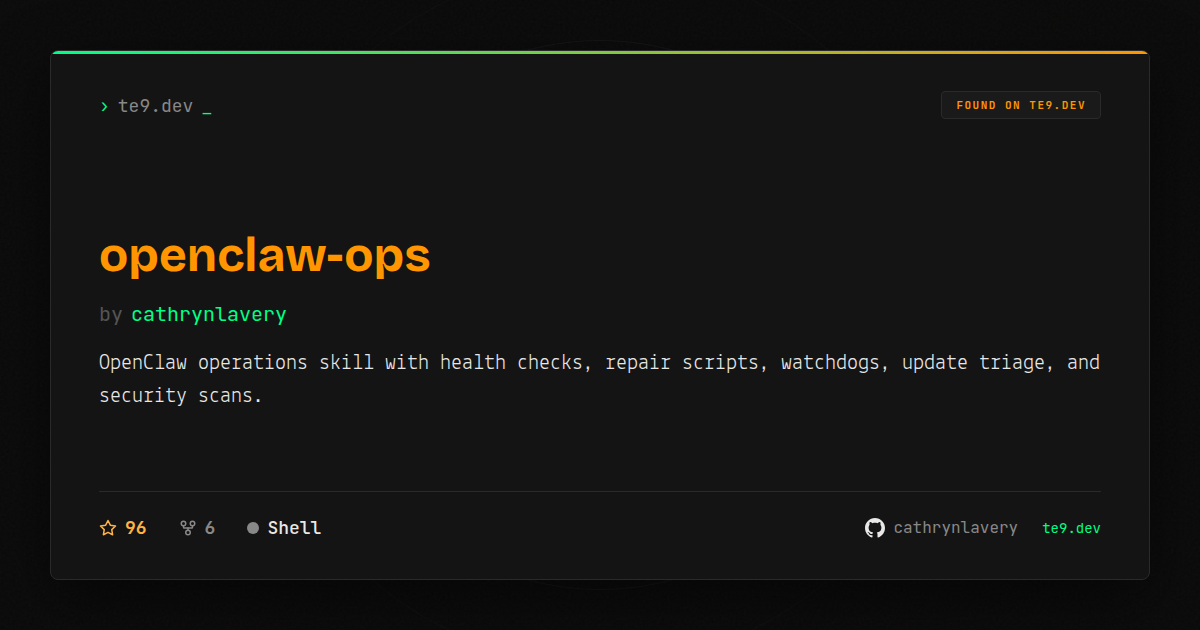 › te9.dev _
FOUND ON TE9.DEV
openclaw-ops
by cathrynlavery
OpenClaw operations skill with health checks, repair scripts, watchdogs, update triage, and
security scans.
96 6 Shell
cathrynlavery te9.dev